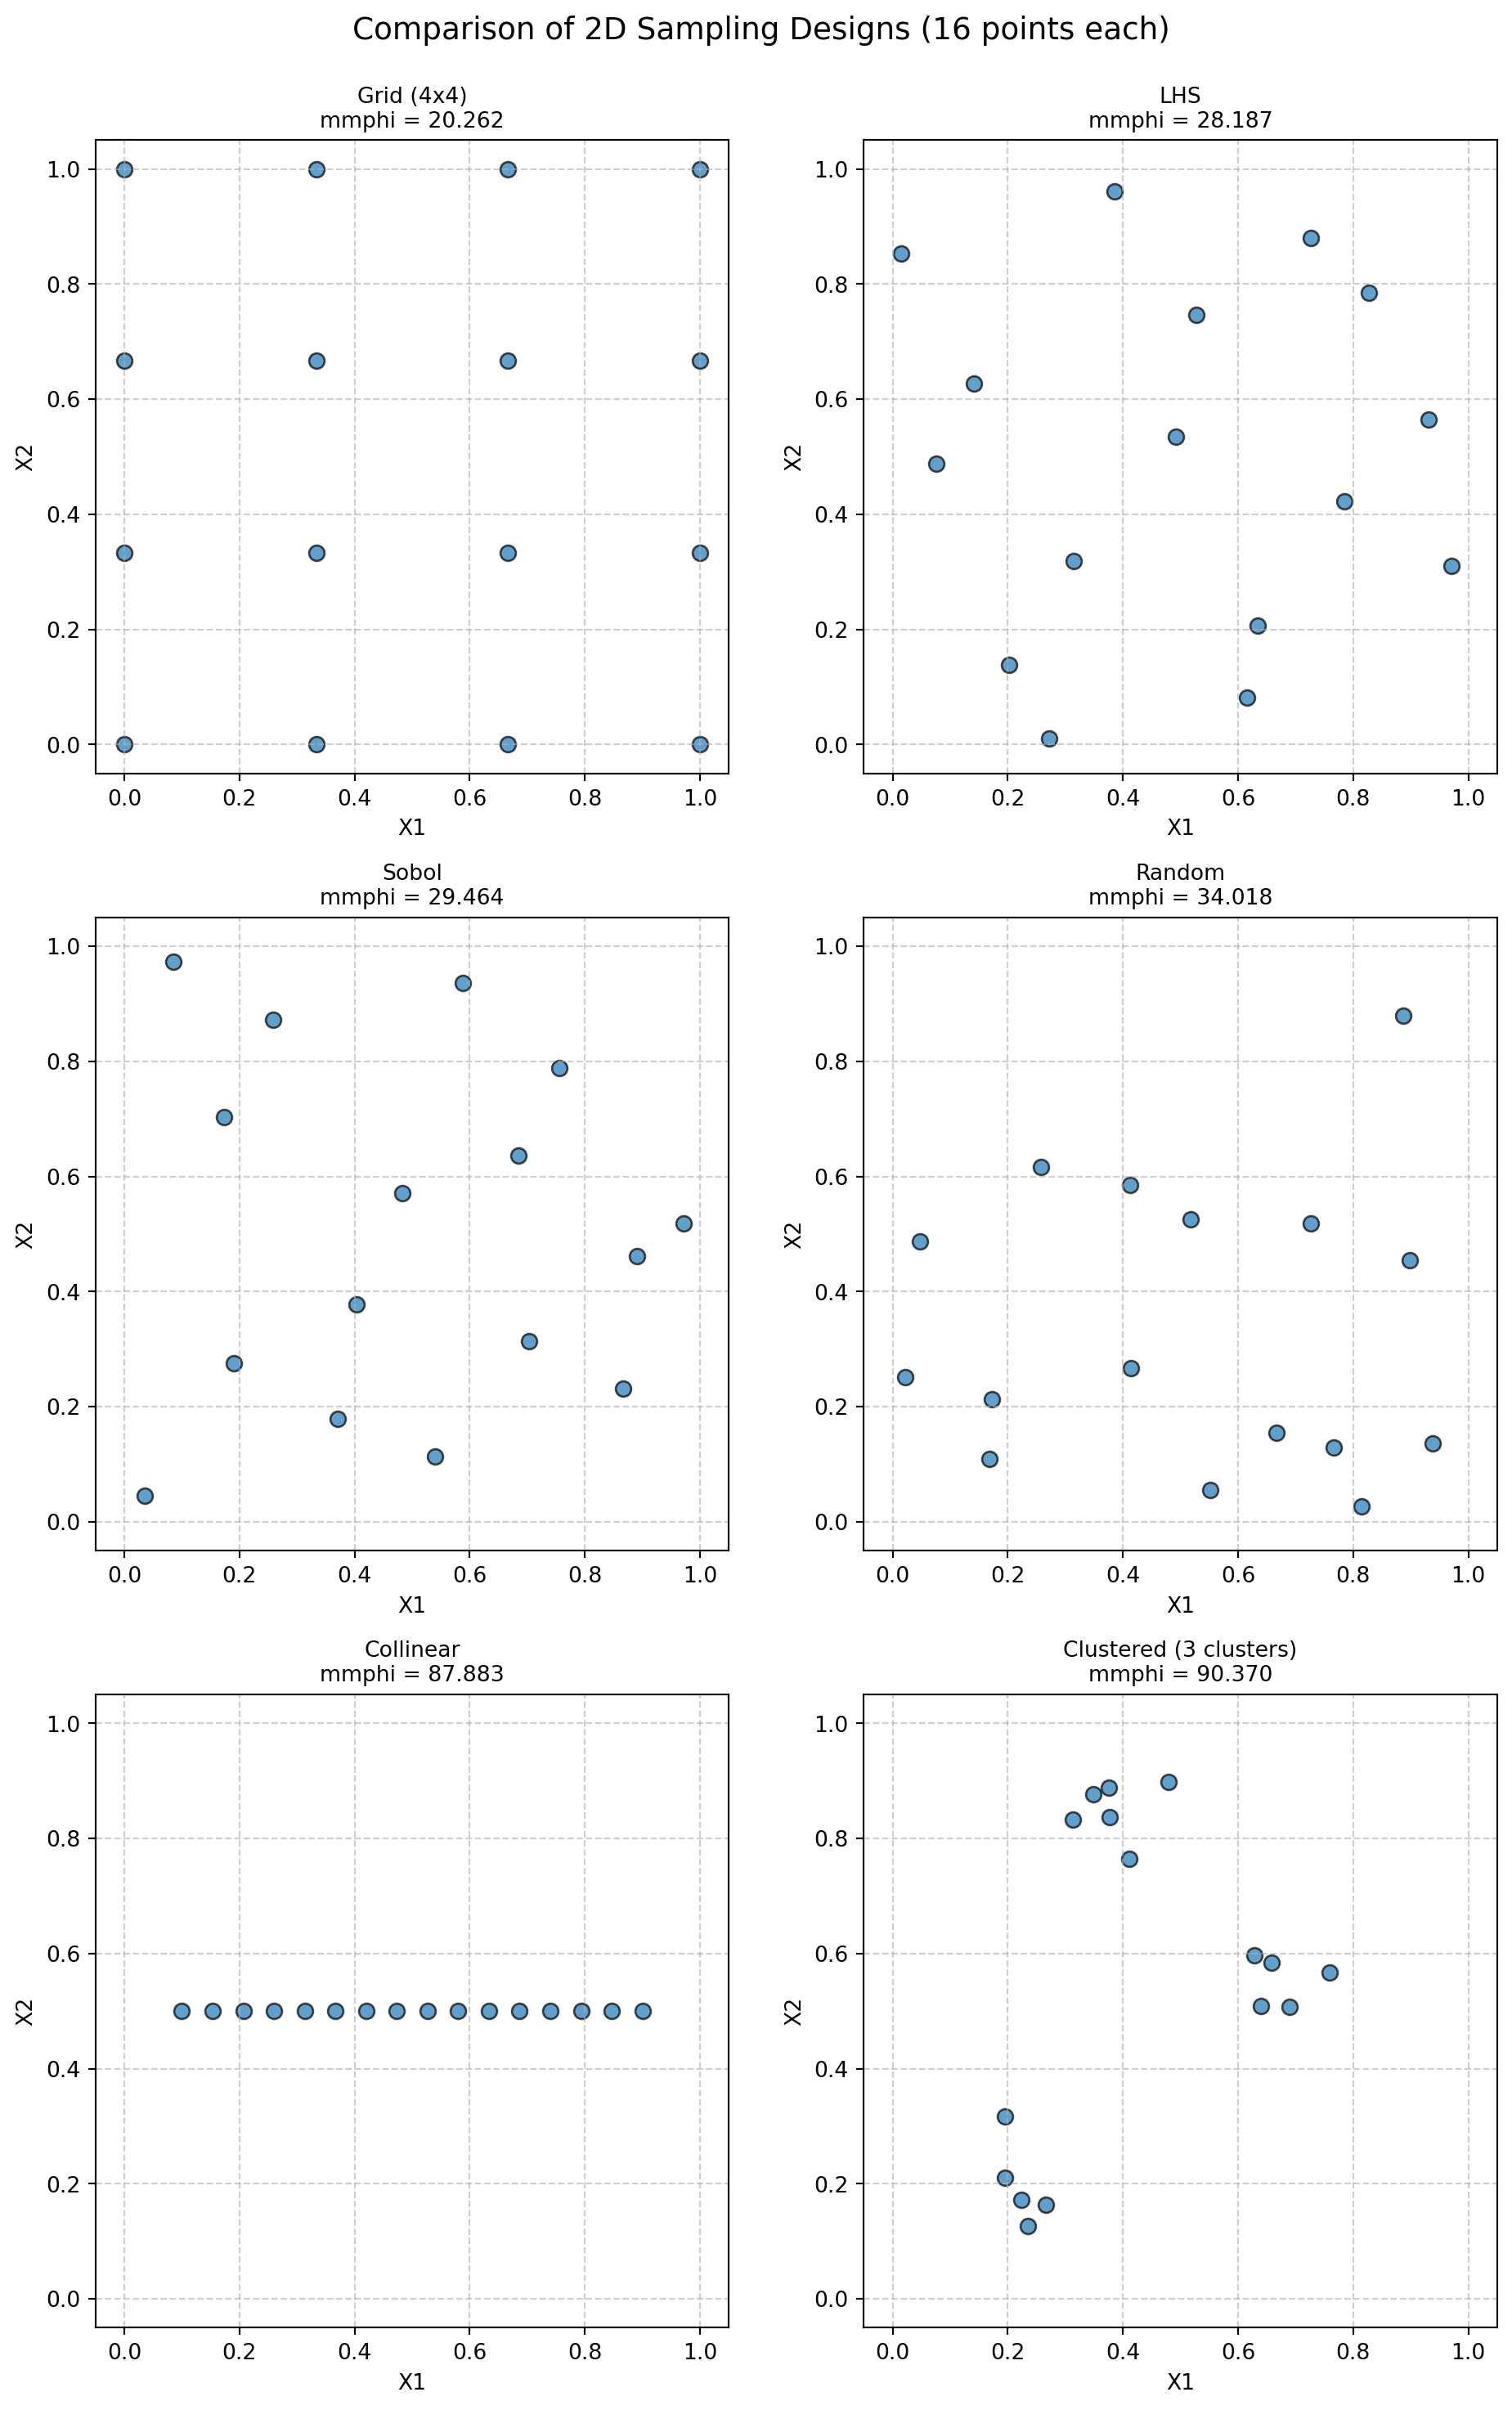 Comparison of 2D Sampling Designs (16 points each)
Grid (4x4)
mmphi = 20.262
1.0
0.8
0.6
0.4
0.2
0.0
X2
0.0 0.2 0.4 0.6 0.8 1.0
X1
LHS
mmphi = 28.187
1.0
0.8
0.6
0.4
0.2
0.0
X2
0.0 0.2 0.4 0.6 0.8 1.0
X1
Sobol
mmphi = 29.464
1.0
0.8
0.6
0.4
0.2
0.0
X2
0.0 0.2 0.4 0.6 0.8 1.0
X1
Random
mmphi = 34.018
1.0
0.8
0.6
0.4
0.2
0.0
X2
0.0 0.2 0.4 0.6 0.8 1.0
X1
Collinear
mmphi = 87.883
1.0
0.8
0.6
0.4
0.2
0.0
X2
0.0 0.2 0.4 0.6 0.8 1.0
X1
Clustered (3 clusters)
mmphi = 90.370
1.0
0.8
0.6
0.4
0.2
0.0
X2
0.0 0.2 0.4 0.6 0.8 1.0
X1